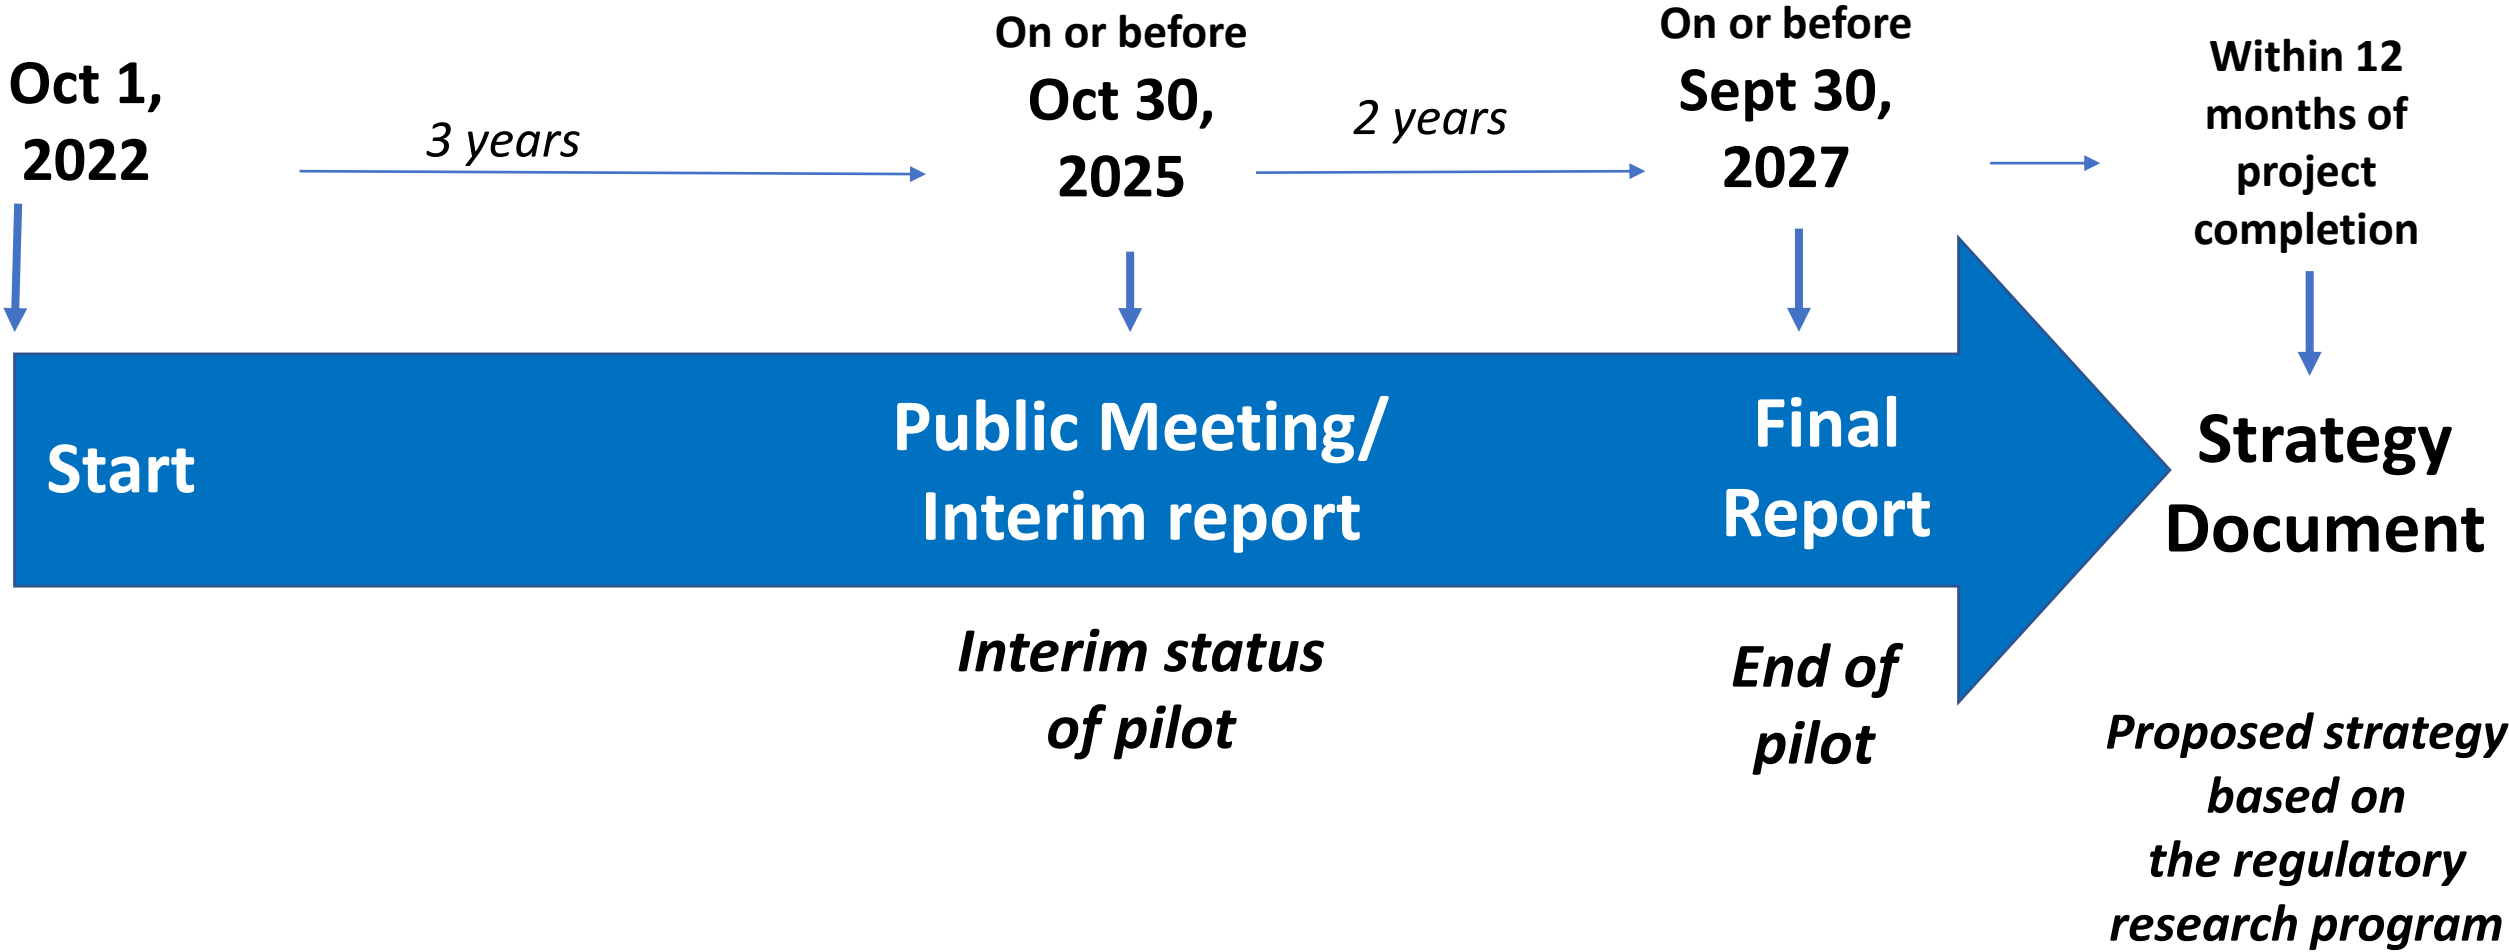 Oct 1,
2022
3 years
On or before
Oct 30,
2025
2 years
On or before
Sept 30,
2027
Within 12
months of
project
completion
Start
Public Meeting/
Interim report
Final
Report
Strategy
Document
Interim status
of pilot
End of
pilot
Proposed strategy
based on
the regulatory
research program